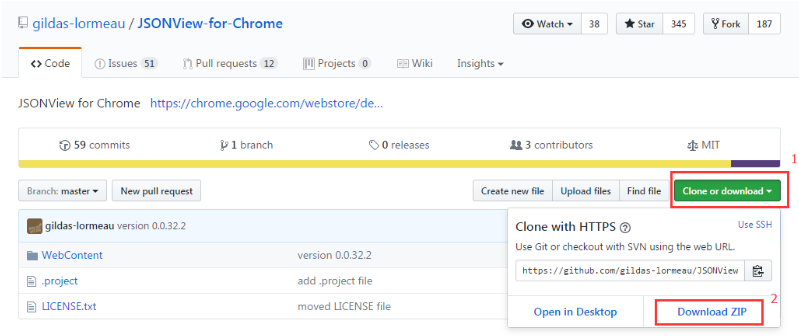 gildas-lormeau / JSONView-for-Chrome Watch 38 Star 345 Fork 187
Code Issues 51 Pull requests 12 Projects 0 Wiki Insights
JSONView for Chrome https://chrome.google.com/webstore/de...
59 commits 1 branch 0 releases 3 contributors MIT
1
Branch: master New pull request Create new file Upload files Find file Clone or download
gildas-lormeau version 0.0.32.2
Clone with HTTPS Use SSH
Use Git or checkout with SVN using the web URL.
WebContent version 0.0.32.2
https://github.com/gildas-lormeau/JSONView
.project add .project file
2
LICENSE.txt moved LICENSE file
Open in Desktop Download ZIP